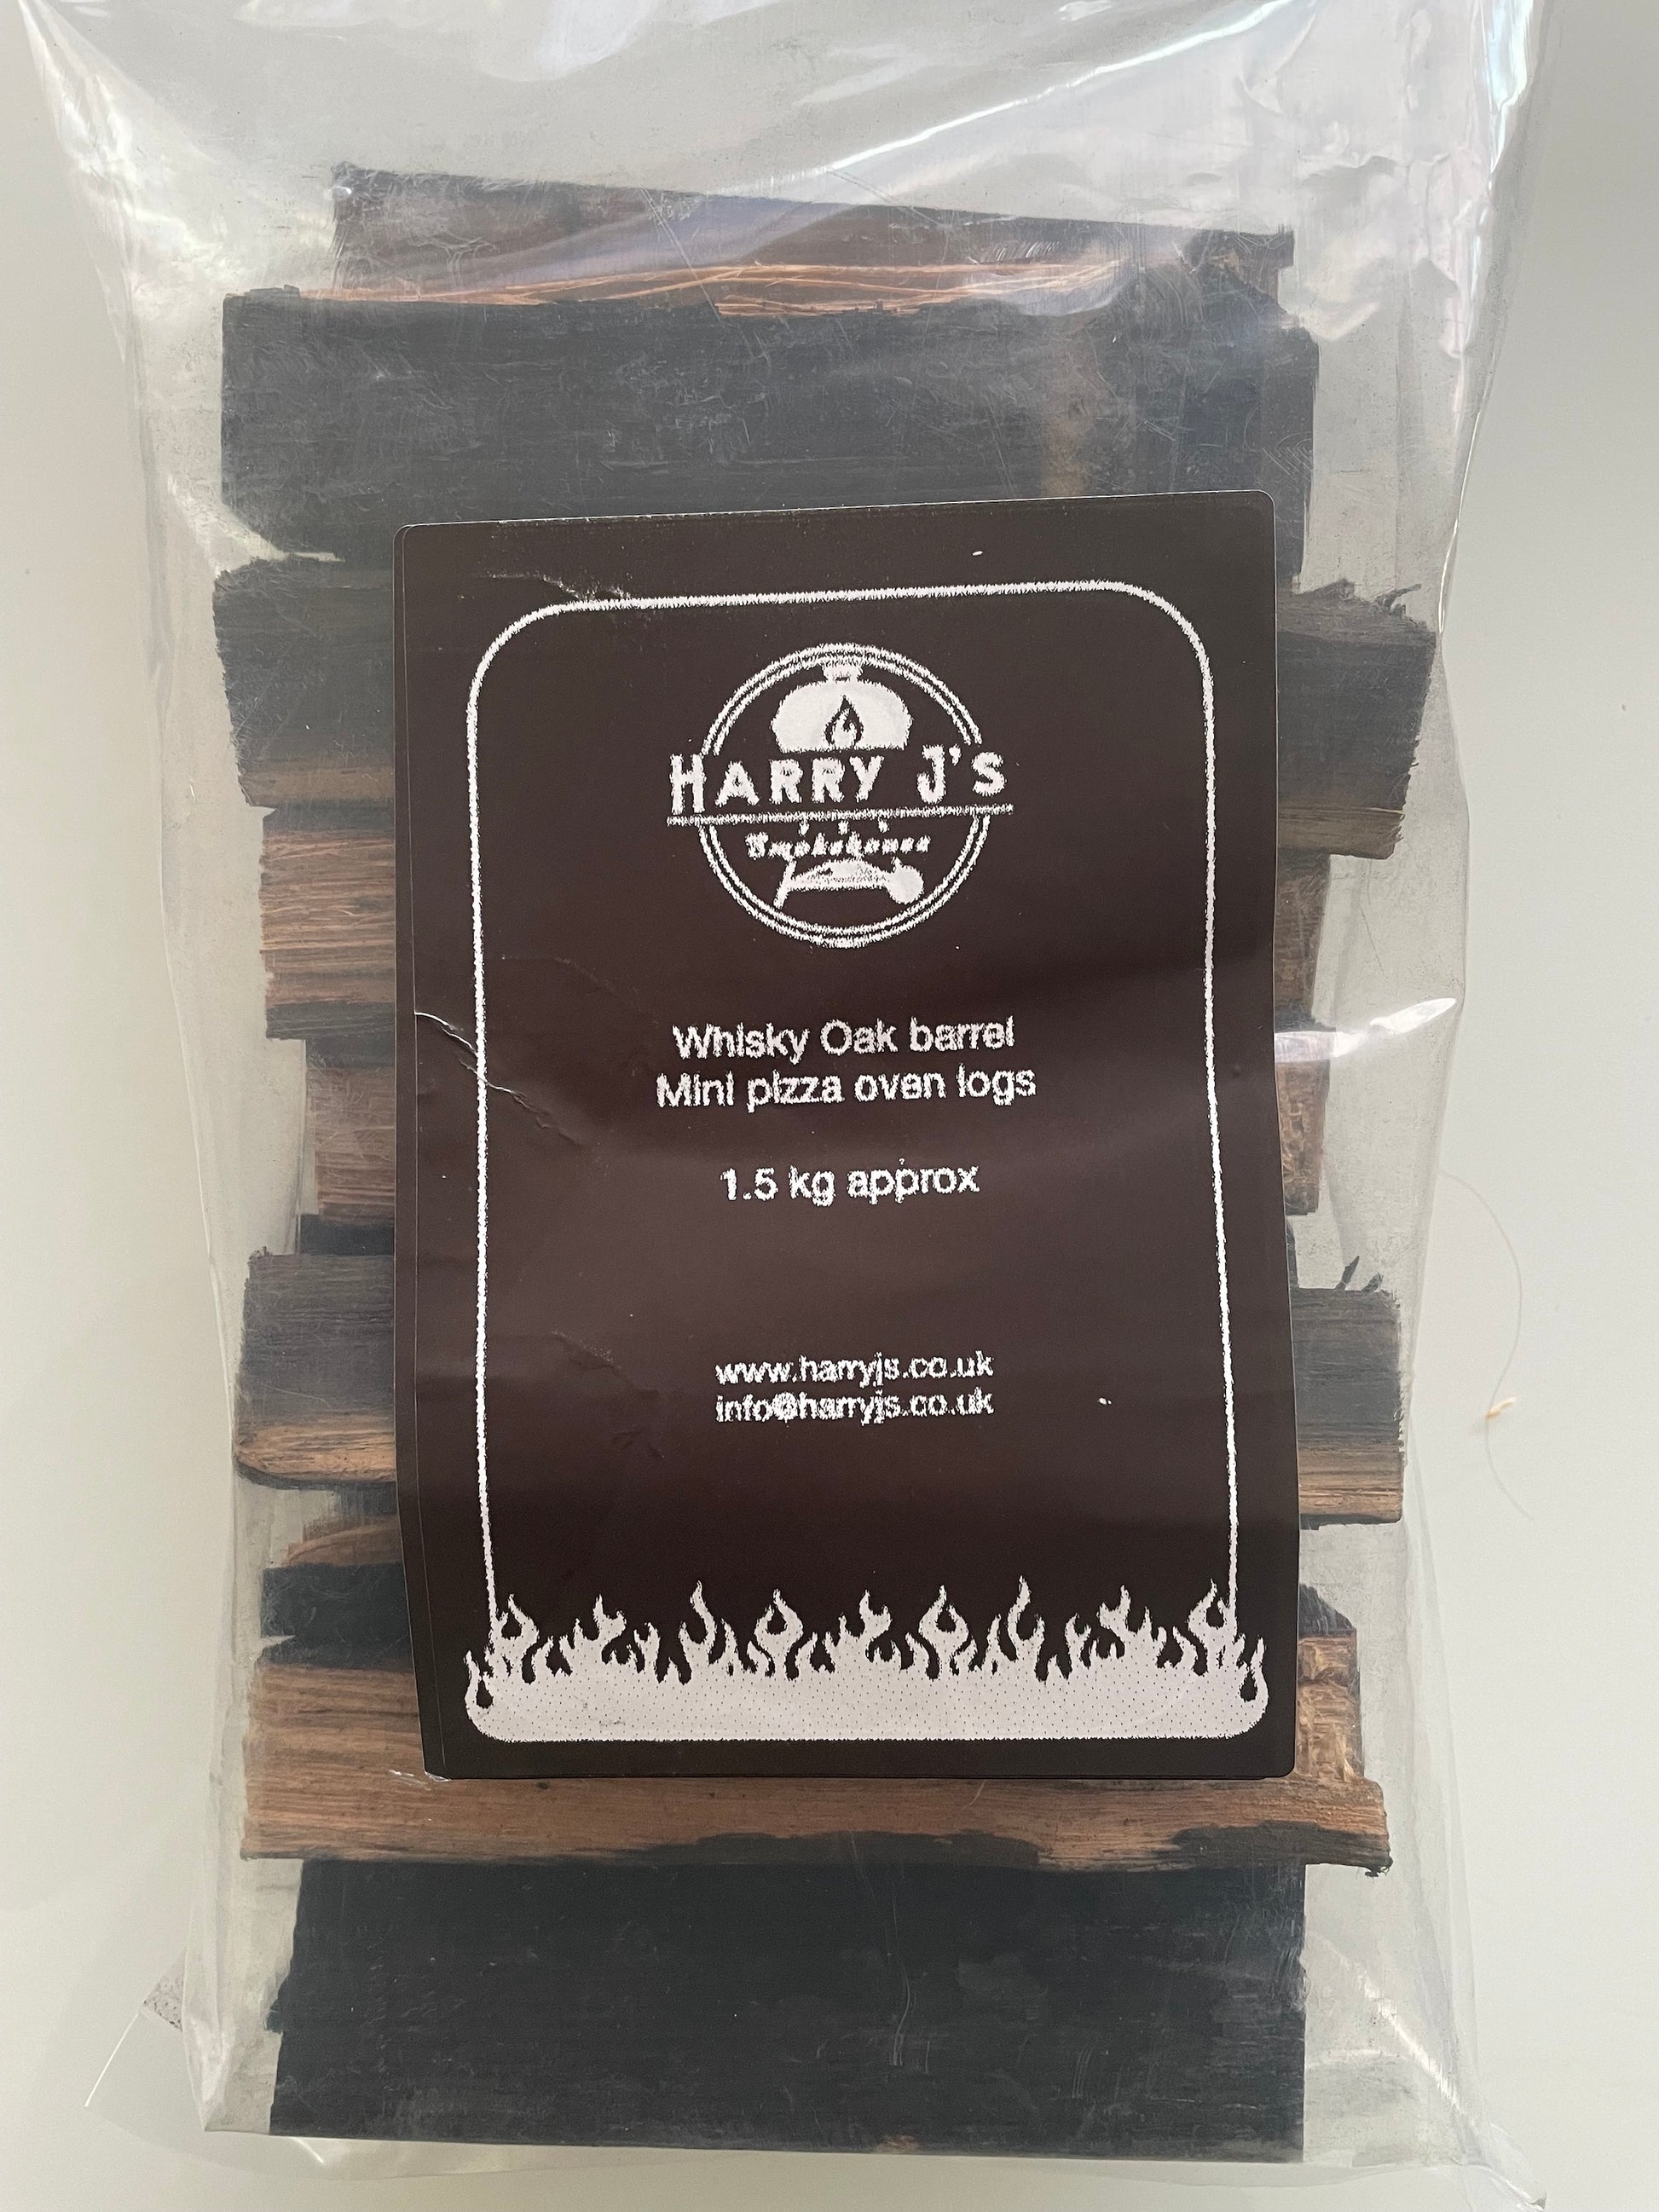 HARRY J'S
Smokehouse
Whisky Oak barrel
Mini pizza oven logs
1.5 kg approx
www.harryjs.co.uk
info@harryjs.co.uk